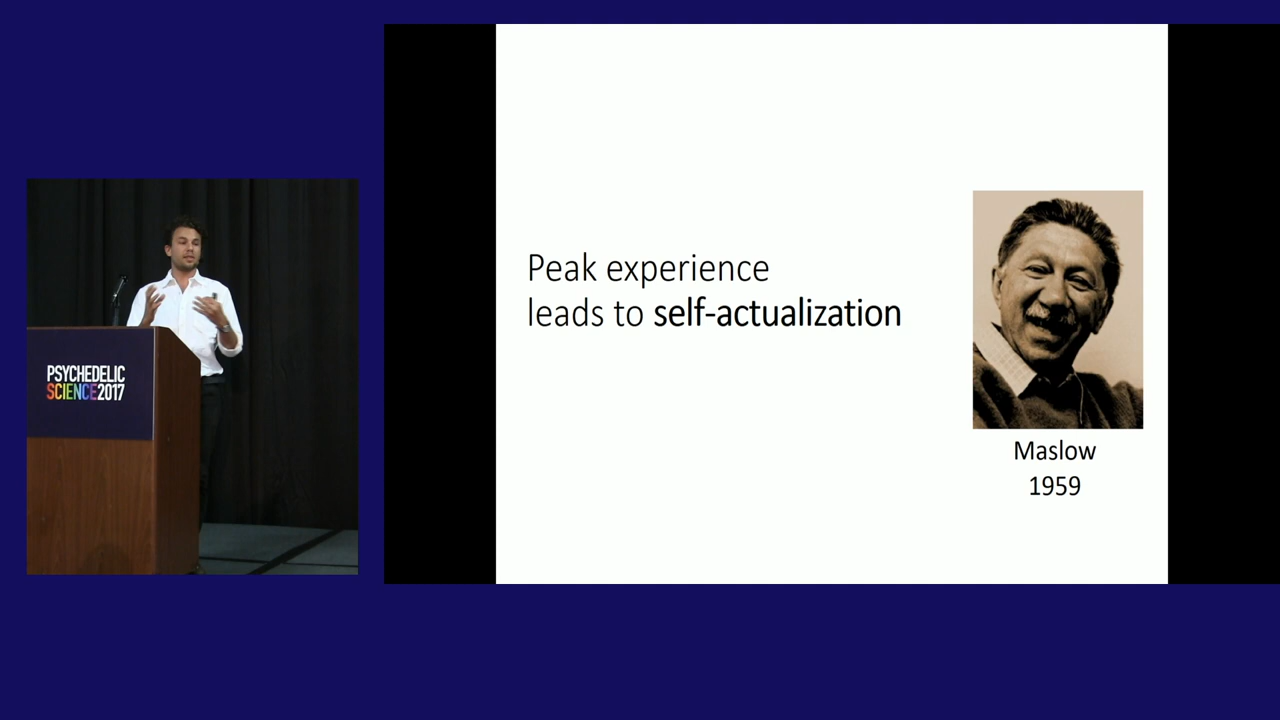 PSYCHEDELIC
SCIENCE2017
Peak experience
leads to self-actualization
Maslow
1959